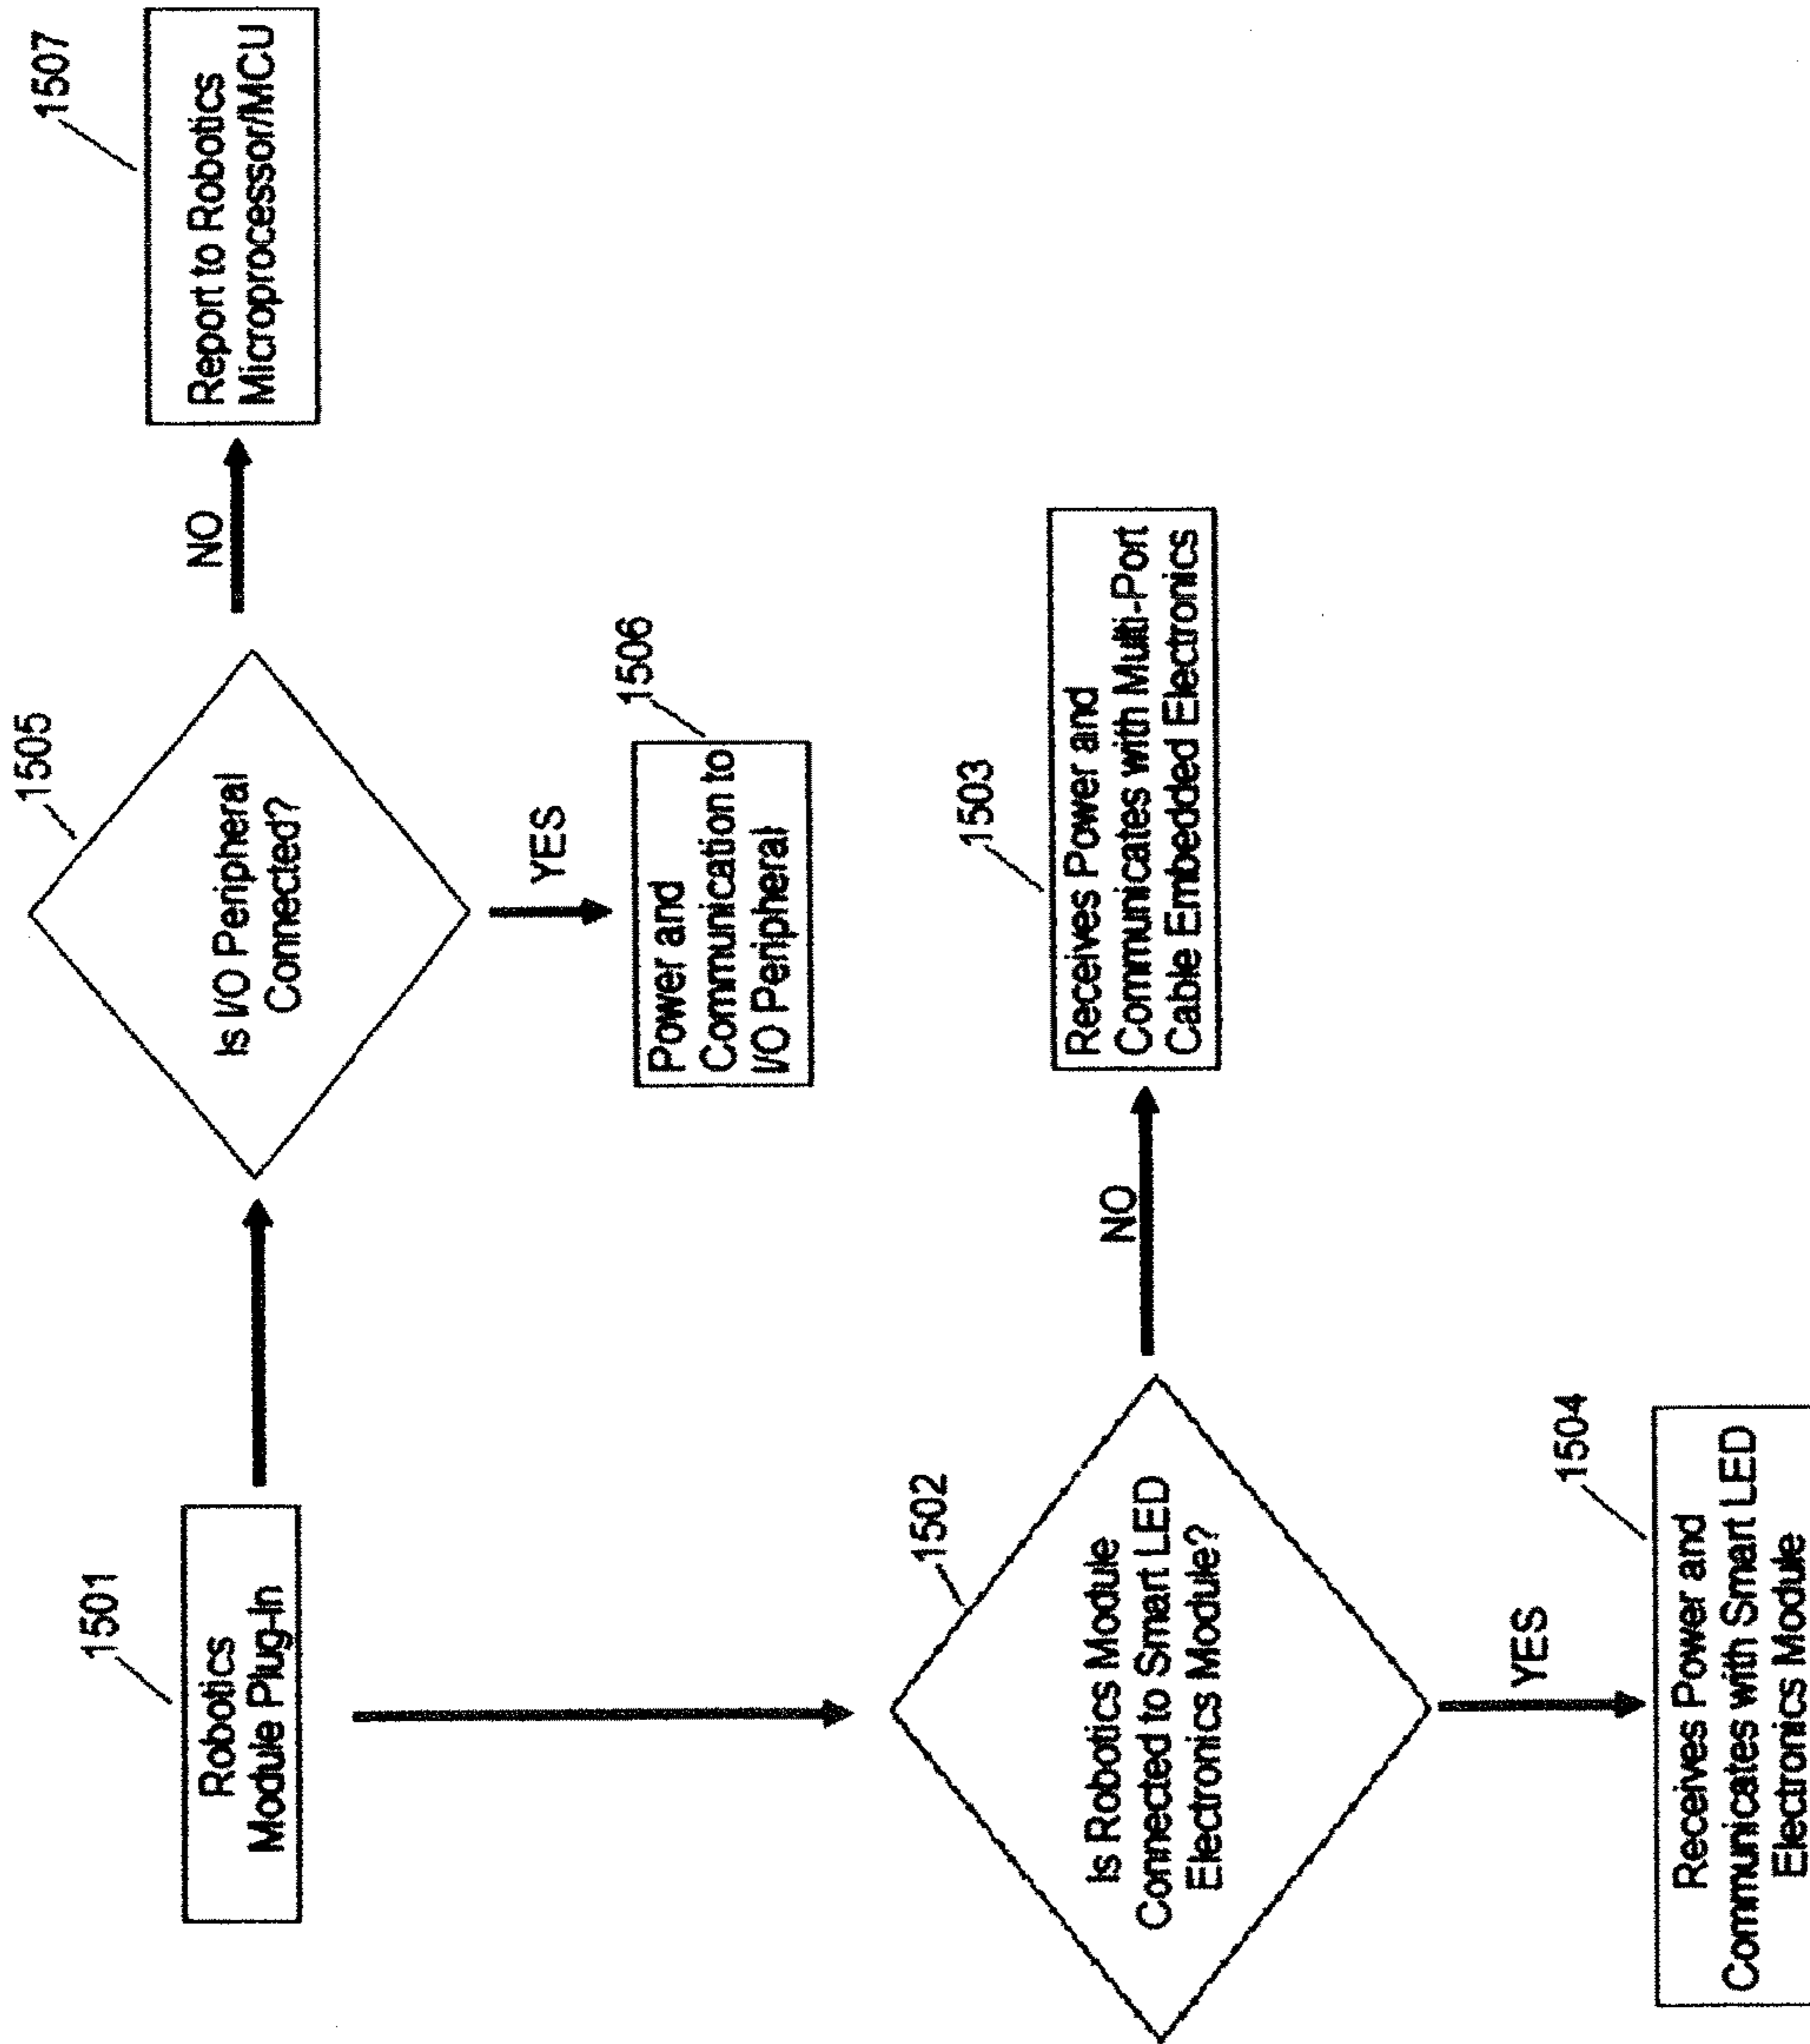 1501
Robotics
Module Plug-In
1505
Is I/O Peripheral
Connected?
NO
1507
Report to Robotics
Microprocessor/MCU
YES
1506
Power and
Communication to
I/O Peripheral
1502
Is Robotics Module
Connected to Smart LED
Electronics Module?
NO
1503
Receives Power and
Communicates with Multi-Port
Cable Embedded Electronics
YES
1504
Receives Power and
Communicates with Smart LED
Electronics Module